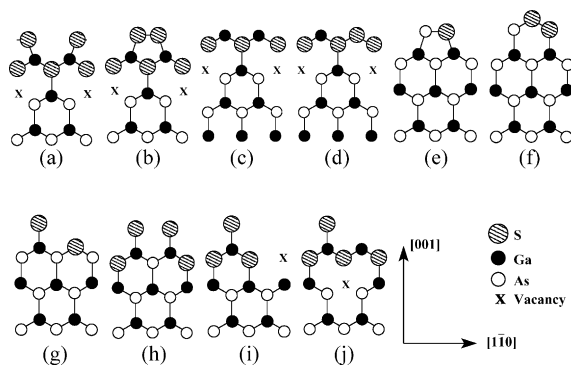 x x x x x x x x
(a) (b) (c) (d) (e) (f)
[001]
S
Ga
As
x Vacancy
x
x
[11̄0]
(g) (h) (i) (j)